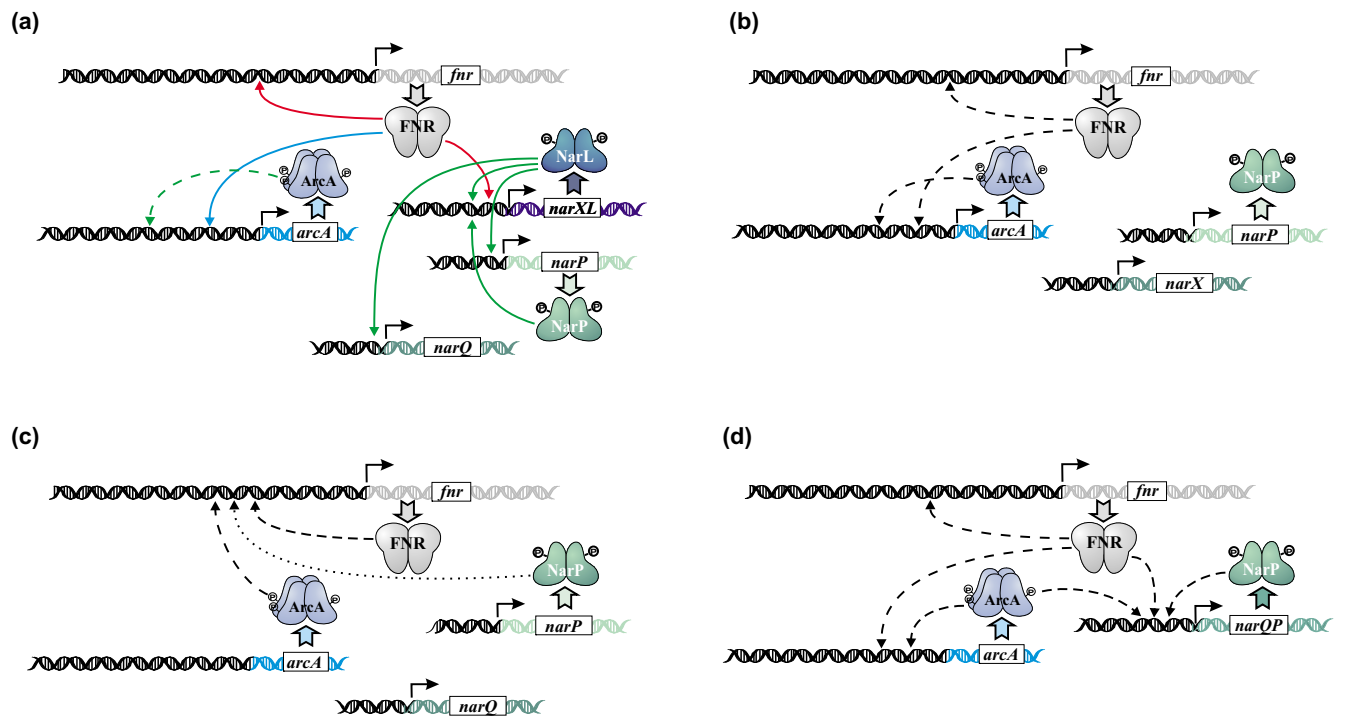 (a)
fnr
FNR
P
P
NarL
P
P
P
ArcA
narXL
arcA
narP
P
P
NarP
narQ
(b)
fnr
FNR
P
P
P
ArcA
P
P
NarP
arcA
narP
narX
(c)
fnr
FNR
P
P
NarP
P
P
P
ArcA
narP
arcA
narQ
(d)
fnr
FNR
P
P
NarP
P
P
P
ArcA
narQP
arcA